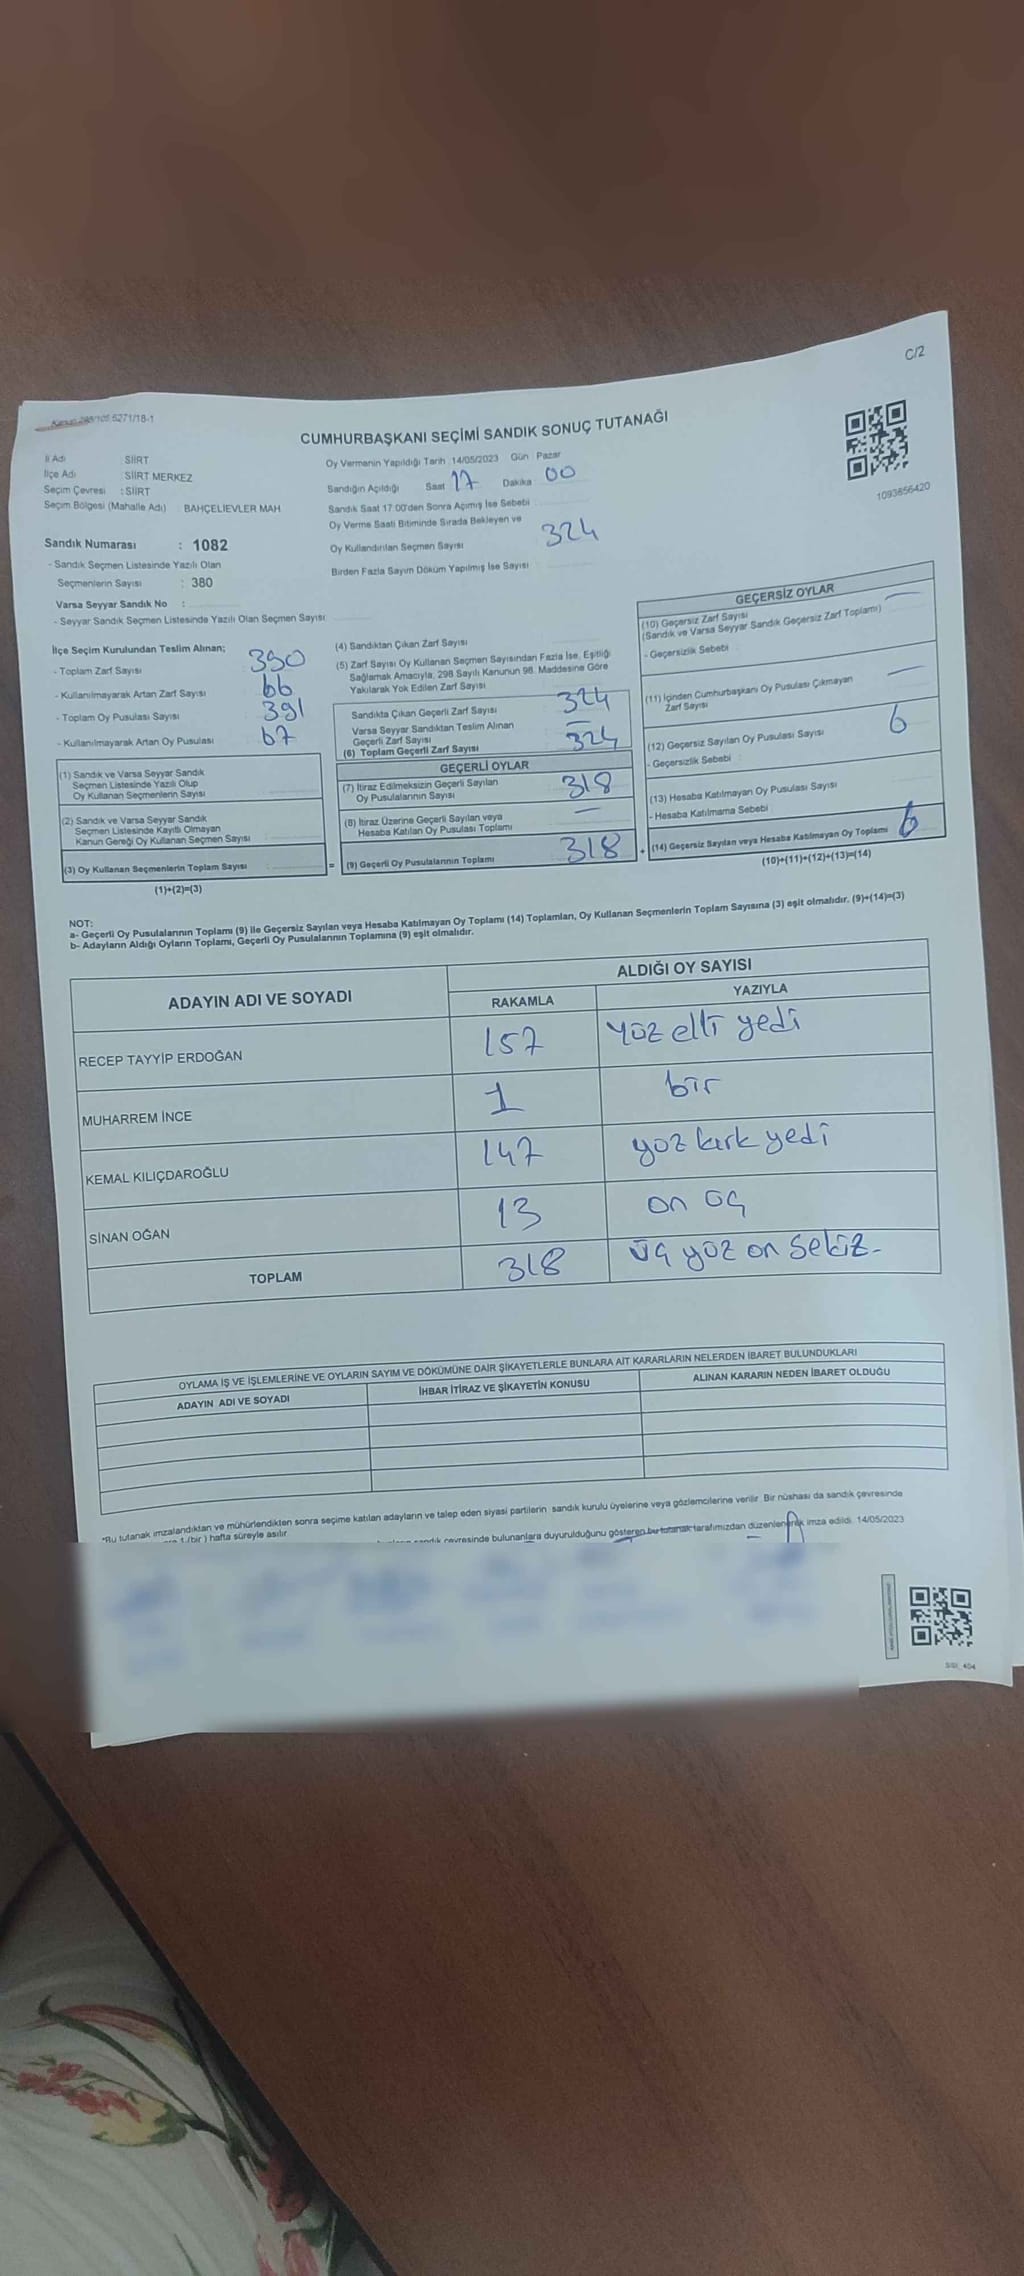 C/2
Kanun 298/105.6271/18-1
CUMHURBAŞKANI SEÇİMİ SANDIK SONUÇ TUTANAĞI
1093856420
İl Adı : SİİRT
İlçe Adı : SİİRT MERKEZ
Seçim Çevresi : SİİRT
Seçim Bölgesi (Mahalle Adı) : BAHÇELİEVLER MAH
Oy Vermenin Yapıldığı Tarih 14/05/2023 Gün : Pazar
Sandığın Açıldığı Saat 17 Dakika 00
Sandık Saat 17.00'den Sonra Açımış İse Sebebi
Oy Verme Saati Bitiminde Sırada Bekleyen ve
Oy Kullandırılan Seçmen Sayısı 324
Birden Fazla Sayım Döküm Yapılmış İse Sayısı
Sandık Numarası : 1082
- Sandık Seçmen Listesinde Yazılı Olan
Seçmenlerin Sayısı : 380
Varsa Seyyar Sandık No :
- Seyyar Sandık Seçmen Listesinde Yazılı Olan Seçmen Sayısı
İlçe Seçim Kurulundan Teslim Alınan;
- Toplam Zarf Sayısı 390
- Kullanılmayarak Artan Zarf Sayısı 66
- Toplam Oy Pusulası Sayısı 391
- Kullanılmayarak Artan Oy Pusulası 67
(1) Sandık ve Varsa Seyyar Sandık
Seçmen Listesinde Yazılı Olup
Oy Kullanan Seçmenlerin Sayısı
(2) Sandık ve Varsa Seyyar Sandık
Seçmen Listesinde Kayıtlı Olmayan
Kanun Gereği Oy Kullanan Seçmen Sayısı
(3) Oy Kullanan Seçmenlerin Toplam Sayısı
(1)+(2)=(3)
(4) Sandıktan Çıkan Zarf Sayısı
(5) Zarf Sayısı Oy Kullanan Seçmen Sayısından Fazla İse, Eşitliği
Sağlamak Amacıyla, 298 Sayılı Kanunun 98. Maddesine Göre
Yakılarak Yok Edilen Zarf Sayısı
Sandıkta Çıkan Geçerli Zarf Sayısı 324
Varsa Seyyar Sandıktan Teslim Alınan
Geçerli Zarf Sayısı —
(6) Toplam Geçerli Zarf Sayısı 324
GEÇERLİ OYLAR
(7) İtiraz Edilmeksizin Geçerli Sayılan
Oy Pusulalarının Sayısı 318
(8) İtiraz Üzerine Geçerli Sayılan veya
Hesaba Katılan Oy Pusulası Toplamı —
= (9) Geçerli Oy Pusulalarının Toplamı 318 +
GEÇERSİZ OYLAR
(10) Geçersiz Zarf Sayısı —
(Sandık ve Varsa Seyyar Sandık Geçersiz Zarf Toplamı)
- Geçersizlik Sebebi
(11) İçinden Cumhurbaşkanı Oy Pusulası Çıkmayan
Zarf Sayısı —
(12) Geçersiz Sayılan Oy Pusulası Sayısı 6
- Geçersizlik Sebebi :
(13) Hesaba Katılmayan Oy Pusulası Sayısı
- Hesaba Katılmama Sebebi
(14) Geçersiz Sayılan veya Hesaba Katılmayan Oy Toplamı 6
(10)+(11)+(12)+(13)=(14)
NOT:
a- Geçerli Oy Pusulalarının Toplamı (9) ile Geçersiz Sayılan veya Hesaba Katılmayan Oy Toplamı (14) Toplamları, Oy Kullanan Seçmenlerin Toplam Sayısına (3) eşit olmalıdır. (9)+(14)=(3)
b- Adayların Aldığı Oyların Toplamı, Geçerli Oy Pusulalarının Toplamına (9) eşit olmalıdır.
ADAYIN ADI VE SOYADI ALDIĞI OY SAYISI
RAKAMLA YAZIYLA
RECEP TAYYİP ERDOĞAN 157 yüz elli yedi
MUHARREM İNCE 1 bir
KEMAL KILIÇDAROĞLU 147 yüz kırk yedi
SİNAN OĞAN 13 on üç
TOPLAM 318 üç yüz on sekiz-
OYLAMA İŞ VE İŞLEMLERİNE VE OYLARIN SAYIM VE DÖKÜMÜNE DAİR ŞİKAYETLERLE BUNLARA AİT KARARLARIN NELERDEN İBARET BULUNDUKLARI
ADAYIN ADI VE SOYADI İHBAR İTİRAZ VE ŞİKAYETİN KONUSU ALINAN KARARIN NEDEN İBARET OLDUĞU
*Bu tutanak imzalandıktan ve mühürlendikten sonra seçime katılan adayların ve talep eden siyasi partilerin sandık kurulu üyelerine veya gözlemcilerine verilir. Bir nüshası da sandık çevresinde
1 (bir) hafta süreyle asılır.
sandık çevresinde bulunanlara duyurulduğunu gösteren bu tutanak tarafımızdan düzenlenerek imza edildi. 14/05/2023